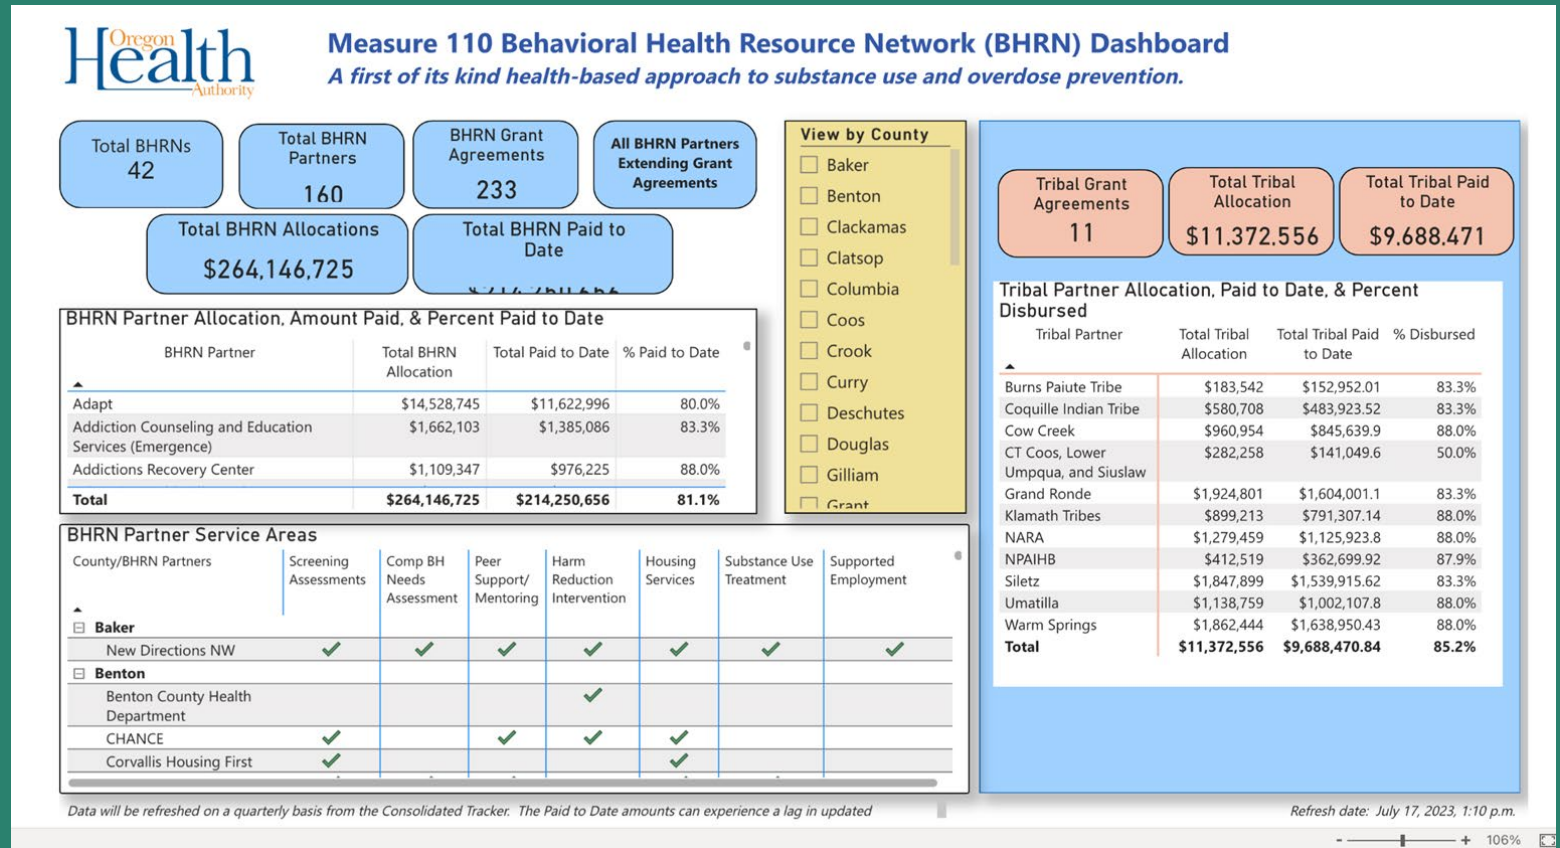 Oregon
Health
Authority
Measure 110 Behavioral Health Resource Network (BHRN) Dashboard
A first of its kind health-based approach to substance use and overdose prevention.
Total BHRNs
42
Total BHRN
Partners
160
BHRN Grant
Agreements
233
All BHRN Partners
Extending Grant
Agreements
Total BHRN Allocations
$264,146,725
Total BHRN Paid to
Date
View by County
Baker
Benton
Clackamas
Clatsop
Columbia
Coos
Crook
Curry
Deschutes
Douglas
Gilliam
Grant
Tribal Grant
Agreements
11
Total Tribal
Allocation
$11,372,556
Total Tribal Paid
to Date
$9,688,471
BHRN Partner Allocation, Amount Paid, & Percent Paid to Date
BHRN Partner Total BHRN Allocation Total Paid to Date % Paid to Date
Adapt $14,528,745 $11,622,996 80.0%
Addiction Counseling and Education $1,662,103 $1,385,086 83.3%
Services (Emergence)
Addictions Recovery Center $1,109,347 $976,225 88.0%
Total $264,146,725 $214,250,656 81.1%
Tribal Partner Allocation, Paid to Date, & Percent
Disbursed
Tribal Partner Total Tribal Allocation Total Tribal Paid to Date % Disbursed
Burns Paiute Tribe $183,542 $152,952.01 83.3%
Coquille Indian Tribe $580,708 $483,923.52 83.3%
Cow Creek $960,954 $845,639.9 88.0%
CT Coos, Lower $282,258 $141,049.6 50.0%
Umpqua, and Siuslaw
Grand Ronde $1,924,801 $1,604,001.1 83.3%
Klamath Tribes $899,213 $791,307.14 88.0%
NARA $1,279,459 $1,125,923.8 88.0%
NPAIHB $412,519 $362,699.92 87.9%
Siletz $1,847,899 $1,539,915.62 83.3%
Umatilla $1,138,759 $1,002,107.8 88.0%
Warm Springs $1,862,444 $1,638,950.43 88.0%
Total $11,372,556 $9,688,470.84 85.2%
BHRN Partner Service Areas
County/BHRN Partners Screening Assessments Comp BH Needs Assessment Peer Support/ Mentoring Harm Reduction Intervention Housing Services Substance Use Treatment Supported Employment
Baker
New Directions NW
Benton
Benton County Health
Department
CHANCE
Corvallis Housing First
Data will be refreshed on a quarterly basis from the Consolidated Tracker. The Paid to Date amounts can experience a lag in updated
Refresh date: July 17, 2023, 1:10 p.m.
106%